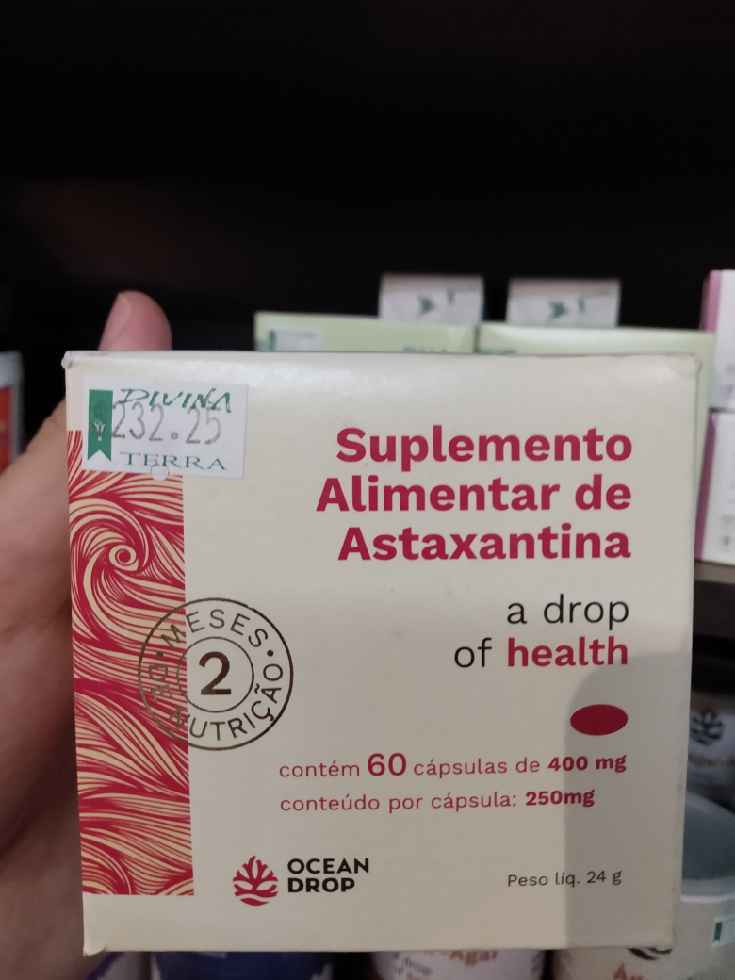 DIVINA
232.25
TERRA
Suplemento
Alimentar de
Astaxantina
a drop
of health
MESES
2
NUTRIÇÃO
contém 60 cápsulas de 400 mg
conteúdo por cápsula: 250mg
OCEAN
DROP
Peso líq. 24 g